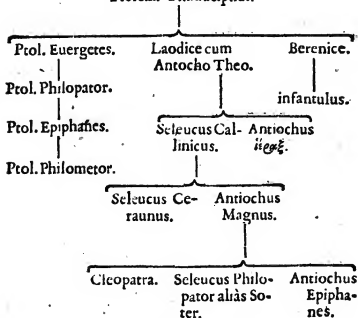 Ptol. Euergetes. Laodice cum Berenice.
Antocho Theo.
Ptol. Philopator.
infantulus.
Ptol. Epiphanes. Seleucus Cal- Antiochus
linicus. ἱέραξ.
Ptol. Philometor.
Seleucus Ce- Antiochus
raunus. Magnus.
Cleopatra. Seleucus Philo- Antiochus
pator aliàs So- Epipha-
ter. nes.